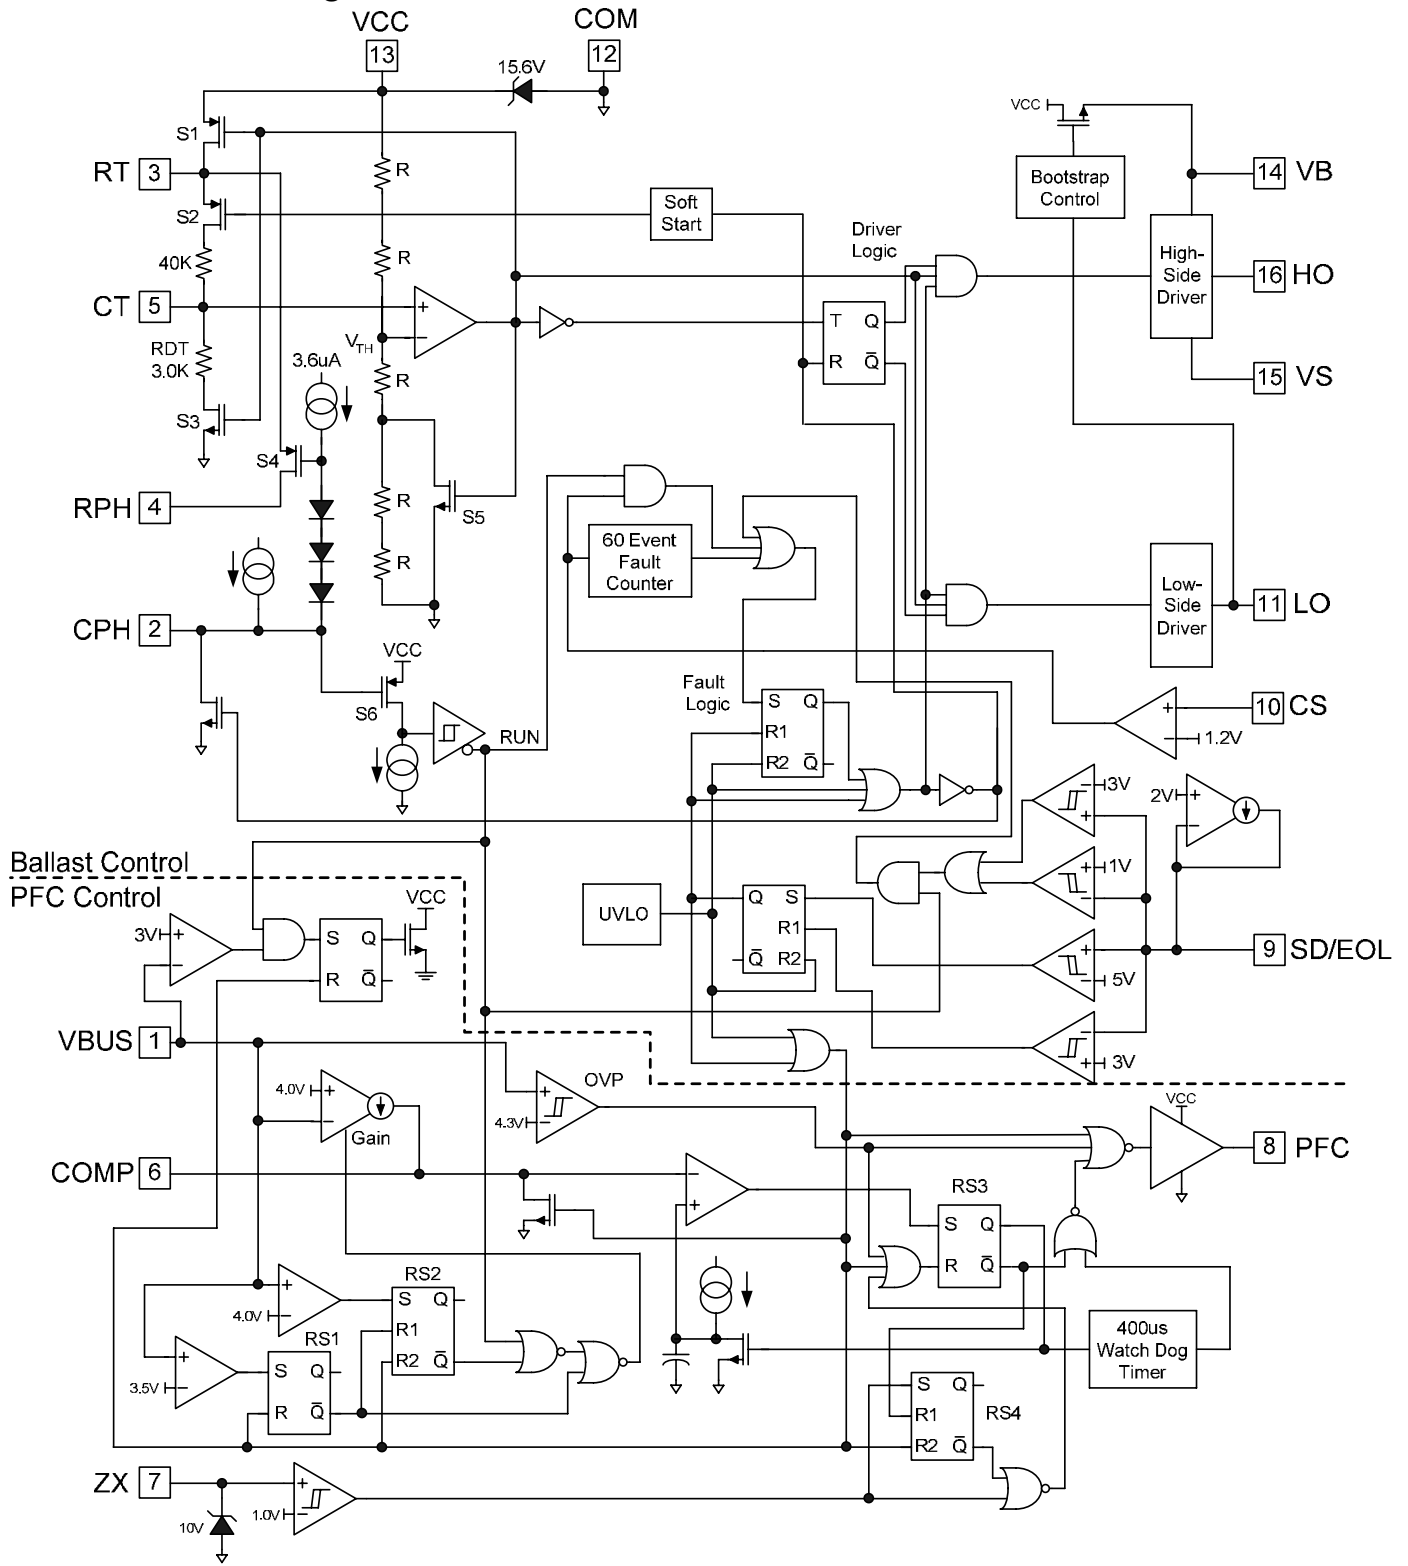 VCC
COM
13
12
15.6V
VCC
S1
RT 3
R
Bootstrap
Control
14 VB
Soft
Start
S2
Driver
Logic
R
40K
High-
Side
Driver
16 HO
CT 5
T Q
R Q̅
VTH
RDT
3.0K
3.6uA
R
15 VS
S3
S4
RPH 4
R
S5
60 Event
Fault
Counter
R
Low-
Side
Driver
11 LO
CPH 2
VCC
S6
RUN
Fault
Logic
S Q
R1
R2 Q̅
10 CS
1.2V
3V
2V
1V
5V
3V
Ballast Control
PFC Control
VCC
UVLO
Q S
R1
Q̅ R2
9 SD/EOL
3V
S Q
R Q̅
VBUS 1
4.0V
Gain
OVP
4.3V
VCC
8 PFC
COMP 6
RS3
S Q
R Q̅
RS2
S Q
R1
R2 Q̅
4.0V
RS1
S Q
R Q̅
3.5V
400us
Watch Dog
Timer
S Q
R1
R2 Q̅
RS4
ZX 7
1.0V
10V